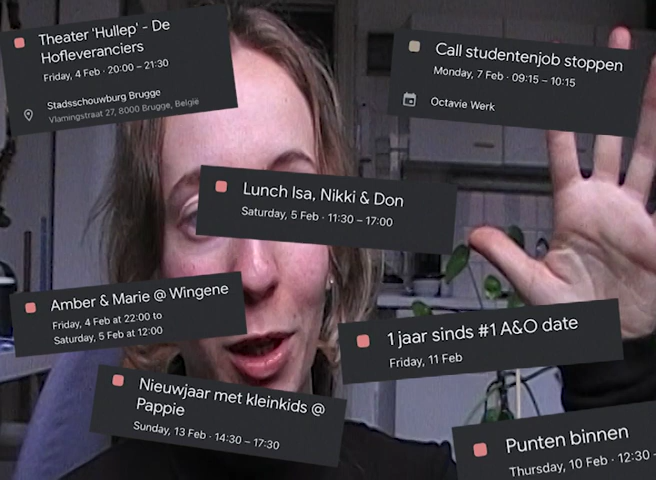 Theater 'Hullep' - De
Hofleveranciers
Friday, 4 Feb · 20:00 – 21:30
Stadsschouwburg Brugge
Vlamingstraat 27, 8000 Brugge, België
Call studentenjob stoppen
Monday, 7 Feb · 09:15 – 10:15
Octavie Werk
Lunch Isa, Nikki & Don
Saturday, 5 Feb · 11:30 – 17:00
Amber & Marie @ Wingene
Friday, 4 Feb at 22:00 to
Saturday, 5 Feb at 12:00
1 jaar sinds #1 A&O date
Friday, 11 Feb
Nieuwjaar met kleinkids @
Pappie
Sunday, 13 Feb · 14:30 – 17:30
Punten binnen
Thursday, 10 Feb · 12:30 –